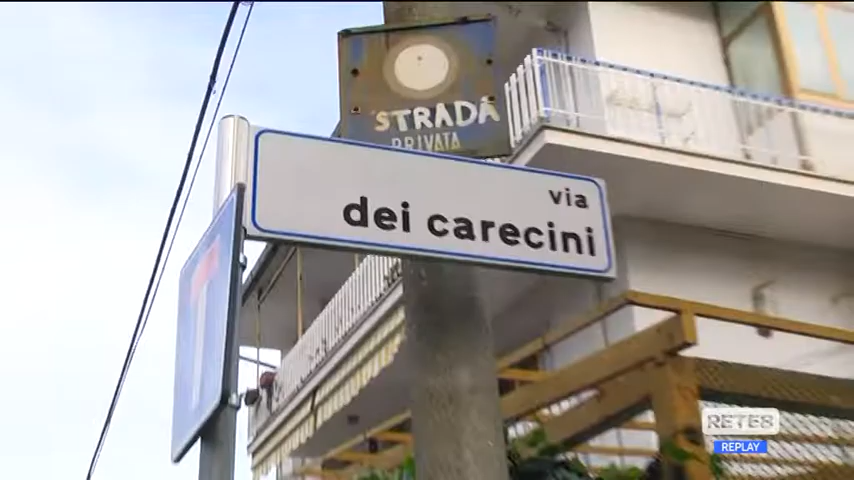 STRADA
PRIVATA
via
dei carecini
RETE8
REPLAY